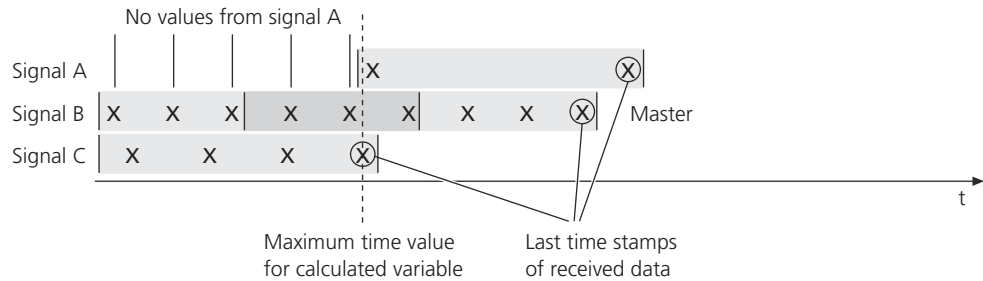 No values from signal A
Signal A X X
Signal B X X X X X X X X X Master
Signal C X X X X
t
Maximum time value
for calculated variable
Last time stamps
of received data